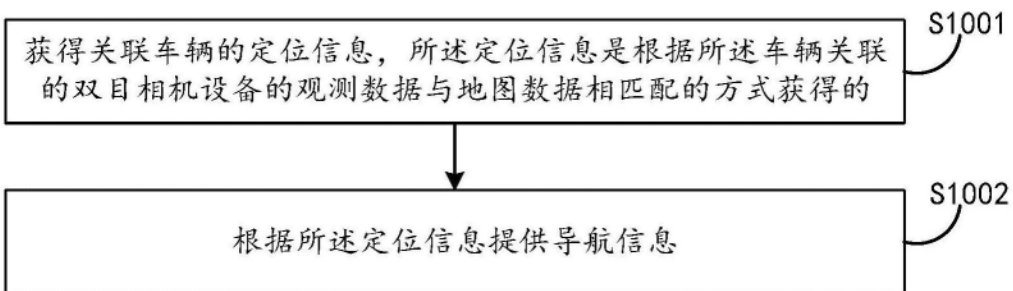 S1001
获得关联车辆的定位信息，所述定位信息是根据所述车辆关联
的双目相机设备的观测数据与地图数据相匹配的方式获得的
S1002
根据所述定位信息提供导航信息